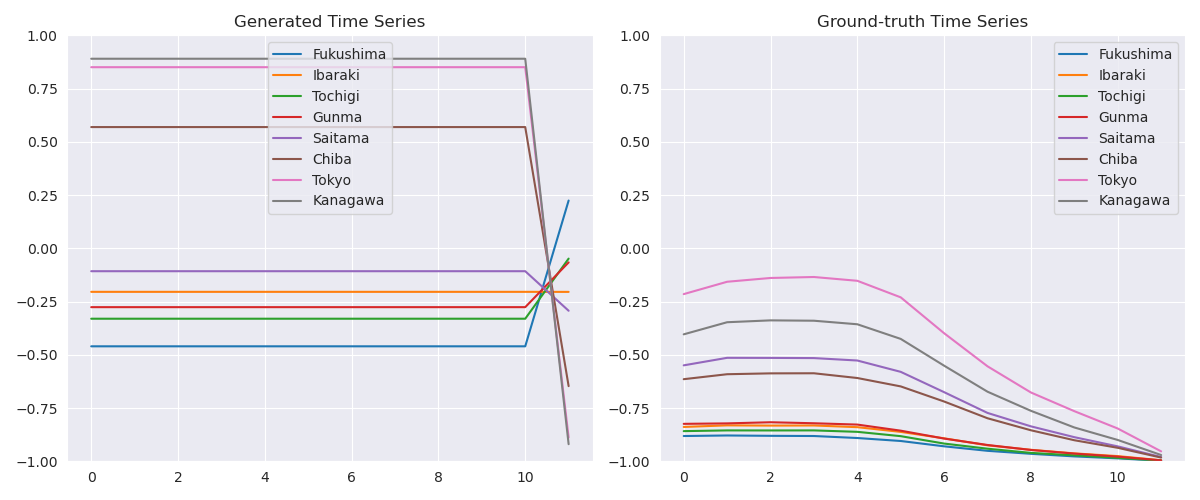 Generated Time Series
1.00
0.75
0.50
0.25
0.00
−0.25
−0.50
−0.75
−1.00
0 2 4 6 8 10
Fukushima
Ibaraki
Tochigi
Gunma
Saitama
Chiba
Tokyo
Kanagawa
Ground-truth Time Series
1.00
0.75
0.50
0.25
0.00
−0.25
−0.50
−0.75
−1.00
0 2 4 6 8 10
Fukushima
Ibaraki
Tochigi
Gunma
Saitama
Chiba
Tokyo
Kanagawa